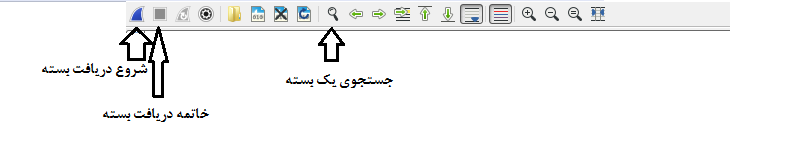 شروع دریافت بسته
جستجوی یک بسته
خاتمه دریافت بسته